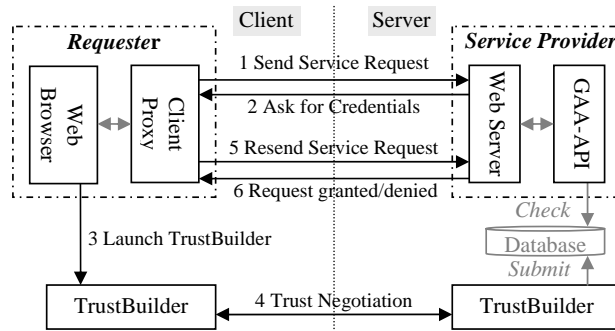 Client Server
Requester
Service Provider
1 Send Service Request
2 Ask for Credentials
Web Browser
Client Proxy
Web Server
GAA-API
5 Resend Service Request
6 Request granted/denied
3 Launch TrustBuilder
Check
Database
Submit
TrustBuilder
4 Trust Negotiation
TrustBuilder